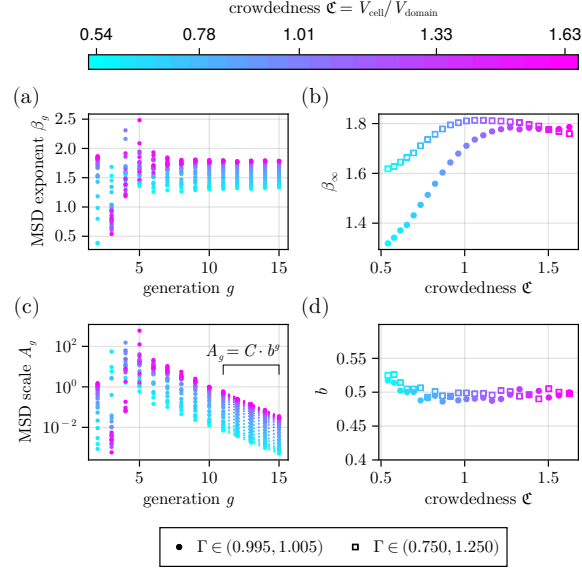 crowdedness ℭ = V_cell / V_domain
0.54 0.78 1.01 1.33 1.63
(a)
MSD exponent β_g
2.5
2.0
1.5
1.0
0.5
5 10 15
generation g
(b)
β_∞
1.8
1.6
1.4
0.5 1 1.5
crowdedness ℭ
(c)
MSD scale A_g
10^2
10^0
10^−2
A_g = C · b^g
5 10 15
generation g
(d)
b
0.55
0.5
0.45
0.4
0.5 1 1.5
crowdedness ℭ
Γ ∈ (0.995, 1.005) Γ ∈ (0.750, 1.250)